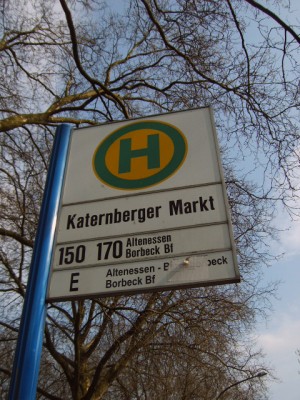 H
Katernberger Markt
150 170 Altenessen
Borbeck Bf
E Altenessen -
Borbeck Bf